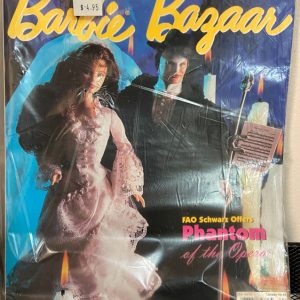 Barbie® Bazaar
$4.95
FAO Schwarz Offers
Phantom
of the Opera